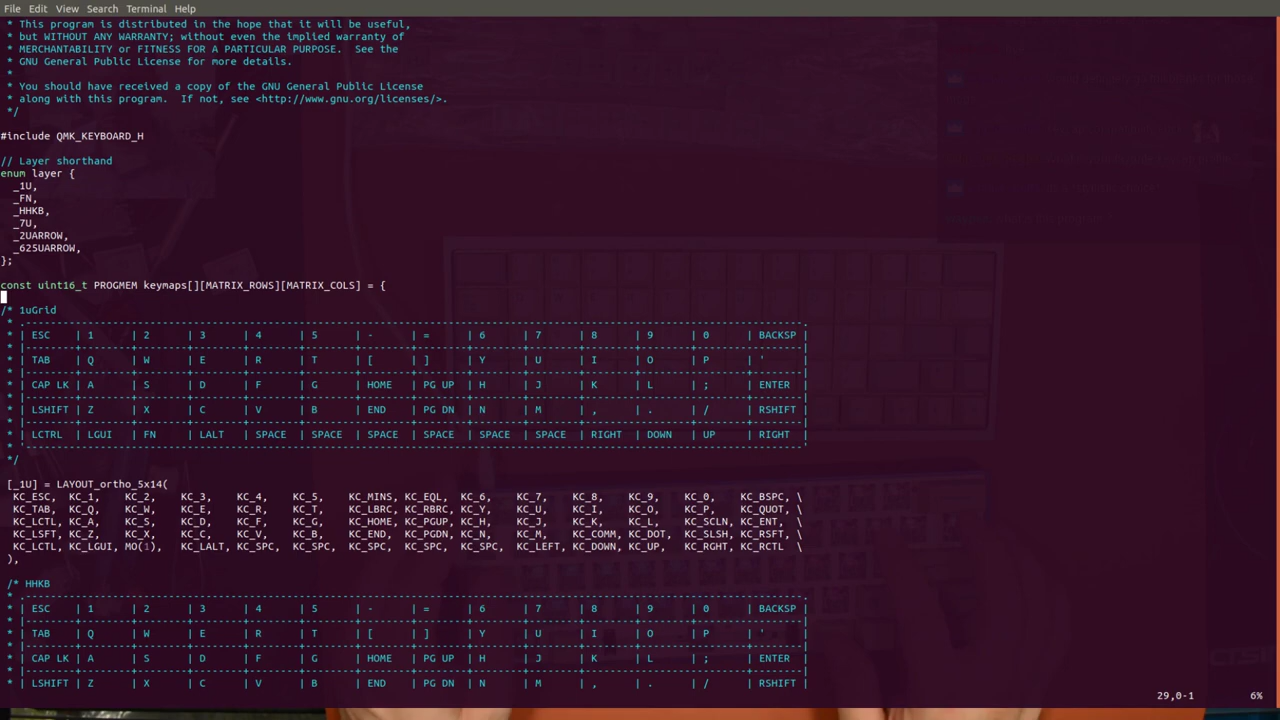 File Edit View Search Terminal Help
 * This program is distributed in the hope that it will be useful,
 * but WITHOUT ANY WARRANTY; without even the implied warranty of
 * MERCHANTABILITY or FITNESS FOR A PARTICULAR PURPOSE.  See the
 * GNU General Public License for more details.
 *
 * You should have received a copy of the GNU General Public License
 * along with this program.  If not, see <http://www.gnu.org/licenses/>.
 */
#include QMK_KEYBOARD_H
// Layer shorthand
enum layer {
  _1U,
  _FN,
  _HHKB,
  _7U,
  _2UARROW,
  _625UARROW,
};
const uint16_t PROGMEM keymaps[][MATRIX_ROWS][MATRIX_COLS] = {
/* 1uGrid
 * .-----------------------------------------------------------------------------------------------------------------------------.
 * | ESC    | 1      | 2      | 3      | 4      | 5      | -      | =      | 6      | 7      | 8      | 9      | 0      | BACKSP |
 * |--------+--------+--------+--------+--------+--------+--------+--------+--------+--------+--------+--------+--------+--------|
 * | TAB    | Q      | W      | E      | R      | T      | [      | ]      | Y      | U      | I      | O      | P      | '      |
 * |--------+--------+--------+--------+--------+--------+--------+--------+--------+--------+--------+--------+--------+--------|
 * | CAP LK | A      | S      | D      | F      | G      | HOME   | PG UP  | H      | J      | K      | L      | ;      | ENTER  |
 * |--------+--------+--------+--------+--------+--------+--------+--------+--------+--------+--------+--------+--------+--------|
 * | LSHIFT | Z      | X      | C      | V      | B      | END    | PG DN  | N      | M      | ,      | .      | /      | RSHIFT |
 * |--------+--------+--------+--------+--------+--------+--------+--------+--------+--------+--------+--------+--------+--------|
 * | LCTRL  | LGUI   | FN     | LALT   | SPACE  | SPACE  | SPACE  | SPACE  | SPACE  | SPACE  | RIGHT  | DOWN   | UP     | RIGHT  |
 * '-----------------------------------------------------------------------------------------------------------------------------'
 */
 [_1U] = LAYOUT_ortho_5x14(
  KC_ESC,  KC_1,    KC_2,    KC_3,    KC_4,    KC_5,    KC_MINS, KC_EQL,  KC_6,    KC_7,    KC_8,    KC_9,    KC_0,    KC_BSPC, \
  KC_TAB,  KC_Q,    KC_W,    KC_E,    KC_R,    KC_T,    KC_LBRC, KC_RBRC, KC_Y,    KC_U,    KC_I,    KC_O,    KC_P,    KC_QUOT, \
  KC_LCTL, KC_A,    KC_S,    KC_D,    KC_F,    KC_G,    KC_HOME, KC_PGUP, KC_H,    KC_J,    KC_K,    KC_L,    KC_SCLN, KC_ENT,  \
  KC_LSFT, KC_Z,    KC_X,    KC_C,    KC_V,    KC_B,    KC_END,  KC_PGDN, KC_N,    KC_M,    KC_COMM, KC_DOT,  KC_SLSH, KC_RSFT, \
  KC_LCTL, KC_LGUI, MO(1),   KC_LALT, KC_SPC,  KC_SPC,  KC_SPC,  KC_SPC,  KC_SPC,  KC_LEFT, KC_DOWN, KC_UP,   KC_RGHT, KC_RCTL  \
 ),
 /* HHKB
 * .-----------------------------------------------------------------------------------------------------------------------------.
 * | ESC    | 1      | 2      | 3      | 4      | 5      | -      | =      | 6      | 7      | 8      | 9      | 0      | BACKSP |
 * |--------+--------+--------+--------+--------+--------+--------+--------+--------+--------+--------+--------+--------+--------|
 * | TAB    | Q      | W      | E      | R      | T      | [      | ]      | Y      | U      | I      | O      | P      | '      |
 * |--------+--------+--------+--------+--------+--------+--------+--------+--------+--------+--------+--------+--------+--------|
 * | CAP LK | A      | S      | D      | F      | G      | HOME   | PG UP  | H      | J      | K      | L      | ;      | ENTER  |
 * |--------+--------+--------+--------+--------+--------+--------+--------+--------+--------+--------+--------+--------+--------|
 * | LSHIFT | Z      | X      | C      | V      | B      | END    | PG DN  | N      | M      | ,      | .      | /      | RSHIFT |
29,0-1 6%